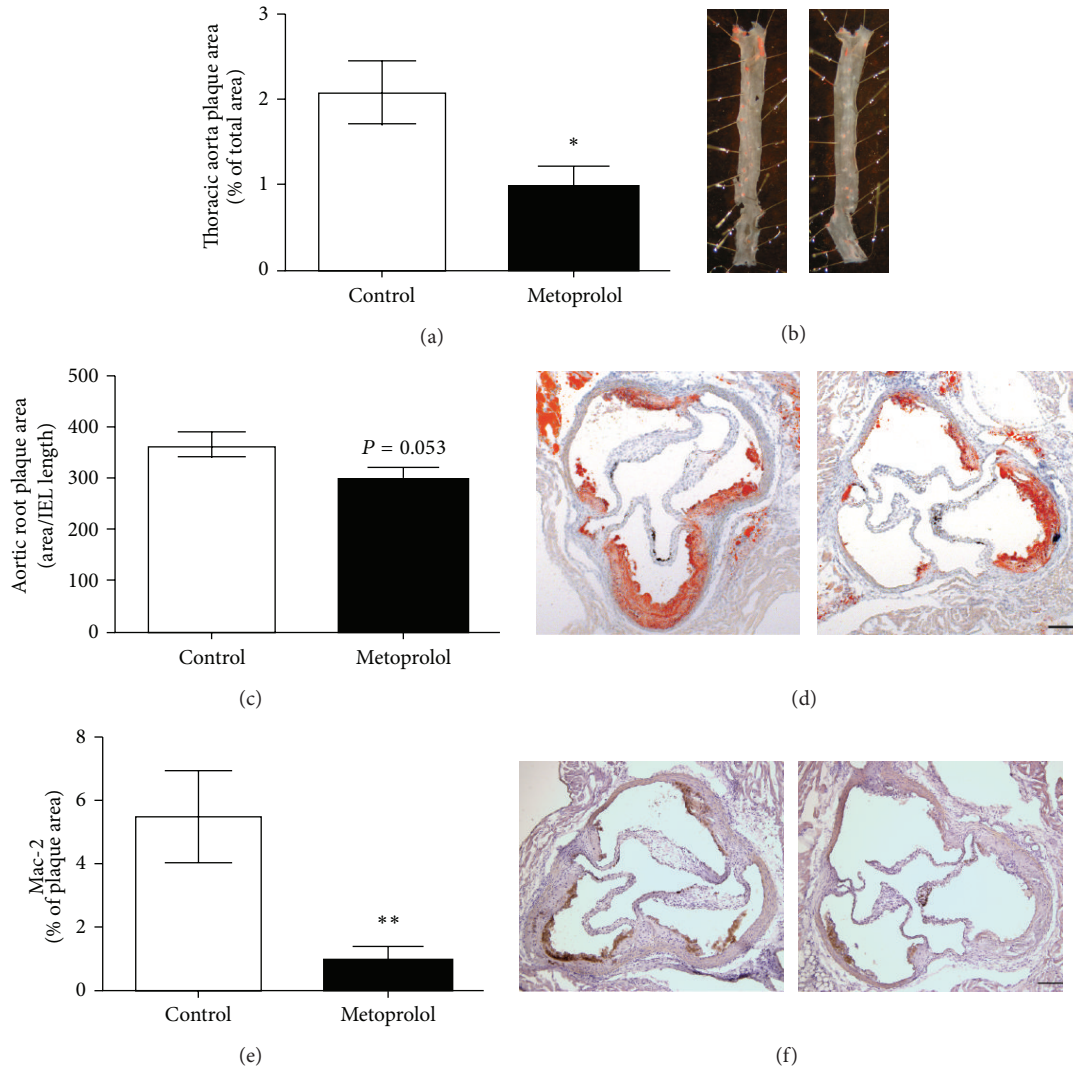 Thoracic aorta plaque area
(% of total area)
3
2
1
0
*
Control
Metoprolol
(a)
(b)
Aortic root plaque area
(area/IEL length)
500
400
300
200
100
0
P = 0.053
Control
Metoprolol
(c)
(d)
Mac-2
(% of plaque area)
8
6
4
2
0
**
Control
Metoprolol
(e)
(f)